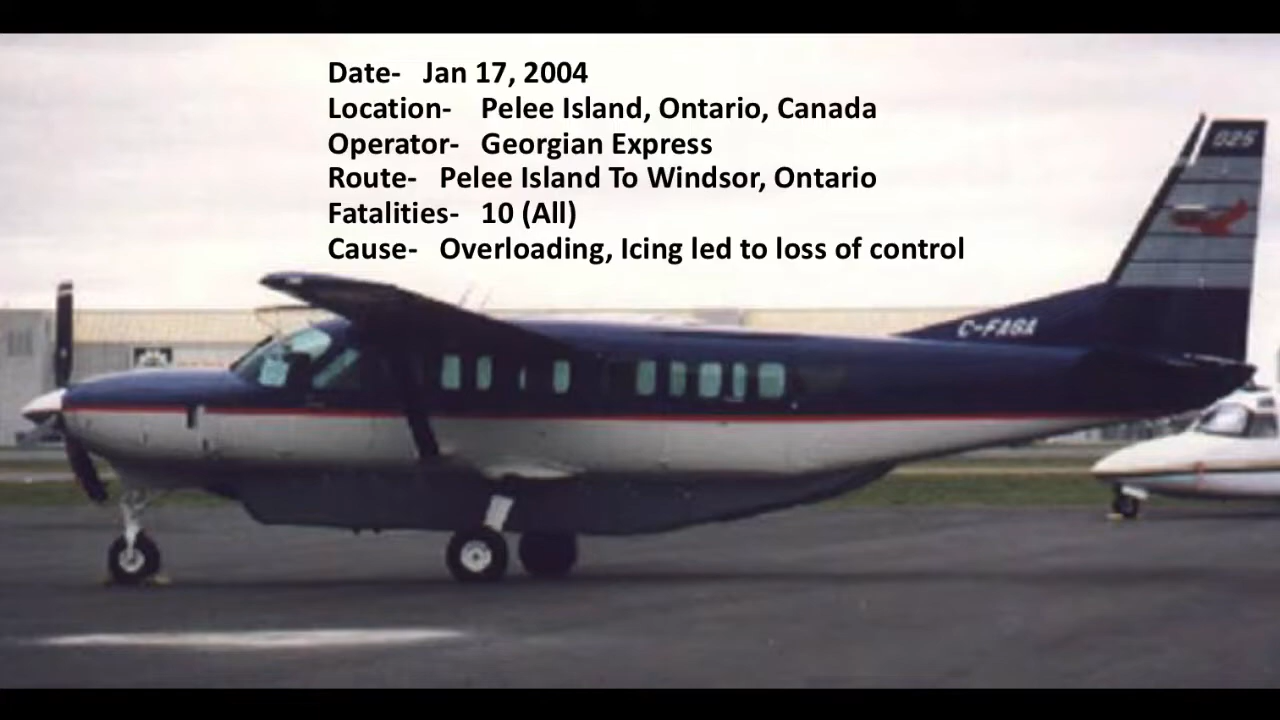 Date- Jan 17, 2004
Location- Pelee Island, Ontario, Canada
Operator- Georgian Express
Route- Pelee Island To Windsor, Ontario
Fatalities- 10 (All)
Cause- Overloading, Icing led to loss of control
025
C-FAGA